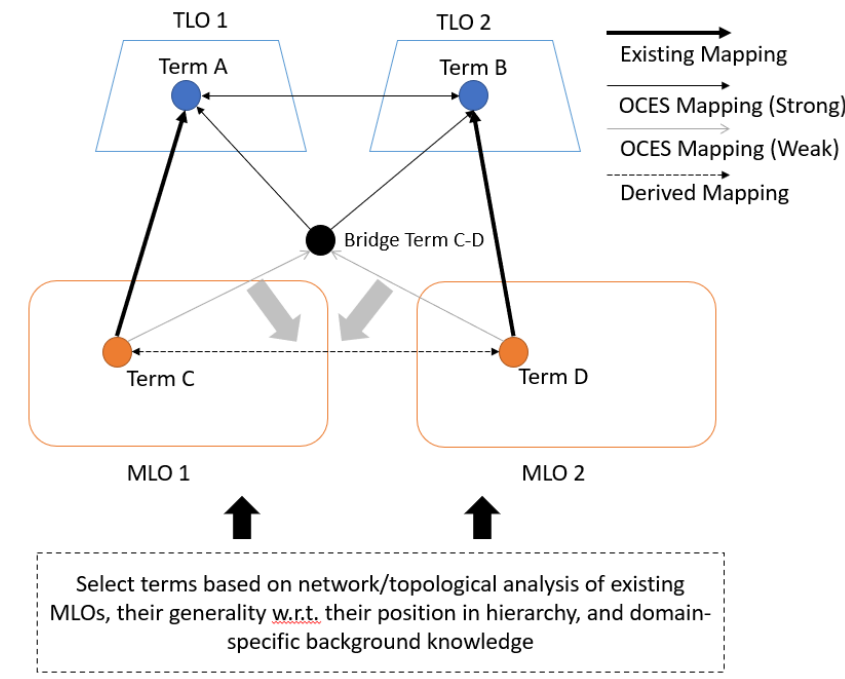 TLO 1
TLO 2
Term A
Term B
Existing Mapping
OCES Mapping (Strong)
OCES Mapping (Weak)
Derived Mapping
Bridge Term C-D
Term C
Term D
MLO 1
MLO 2
Select terms based on network/topological analysis of existing
MLOs, their generality w.r.t. their position in hierarchy, and domain-
specific background knowledge